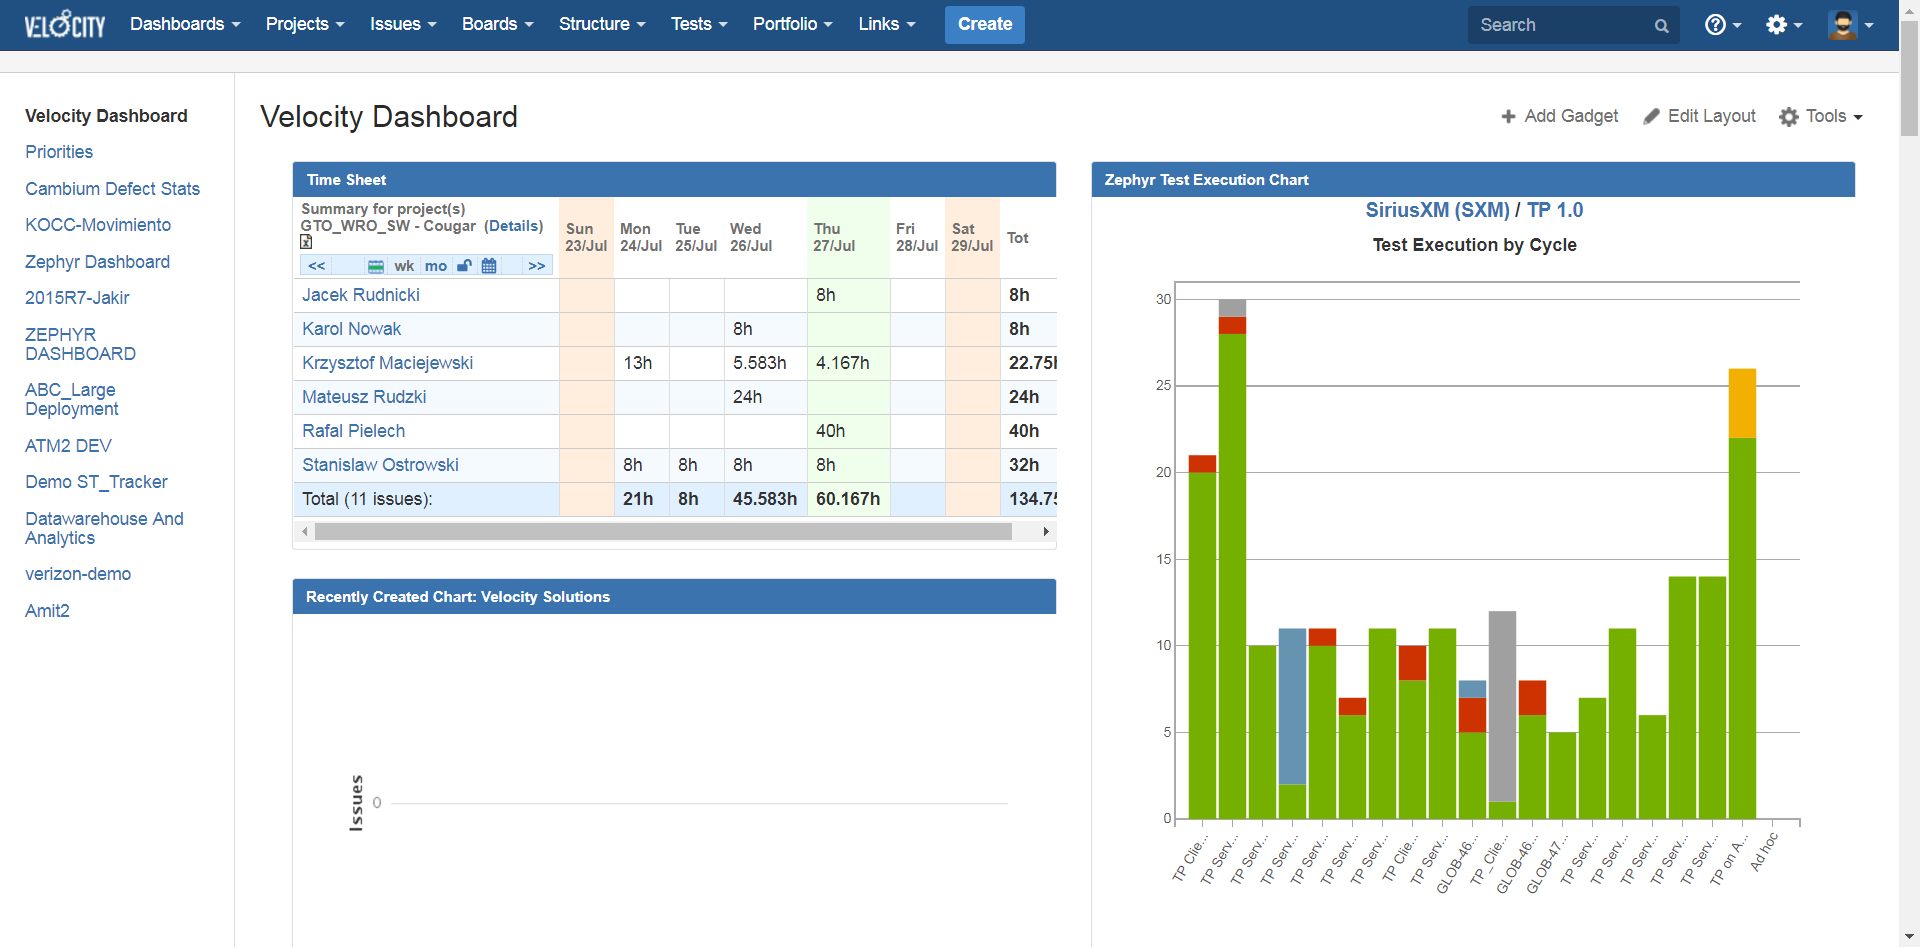 VELOCITY Dashboards Projects Issues Boards Structure Tests Portfolio Links Create Search
Velocity Dashboard
Priorities
Cambium Defect Stats
KOCC-Movimiento
Zephyr Dashboard
2015R7-Jakir
ZEPHYR
DASHBOARD
ABC_Large
Deployment
ATM2 DEV
Demo ST_Tracker
Datawarehouse And
Analytics
verizon-demo
Amit2
Velocity Dashboard
Add Gadget Edit Layout Tools
Time Sheet
Summary for project(s)
GTO_WRO_SW - Cougar (Details)
<< wk mo >>
Sun 23/Jul Mon 24/Jul Tue 25/Jul Wed 26/Jul Thu 27/Jul Fri 28/Jul Sat 29/Jul Tot
Jacek Rudnicki 8h 8h
Karol Nowak 8h 8h
Krzysztof Maciejewski 13h 5.583h 4.167h 22.75h
Mateusz Rudzki 24h 24h
Rafal Pielech 40h 40h
Stanislaw Ostrowski 8h 8h 8h 8h 32h
Total (11 issues): 21h 8h 45.583h 60.167h 134.75
Recently Created Chart: Velocity Solutions
Issues
0
Zephyr Test Execution Chart
SiriusXM (SXM) / TP 1.0
Test Execution by Cycle
30
25
20
15
10
5
0
TP Clie... TP Serv... TP Serv... TP Serv... TP Serv... TP Serv... TP Serv... TP Clie... TP Serv... GLOB-46... TP_Clie... GLOB-46... GLOB-47... TP Serv... TP Serv... TP Serv... TP Serv... TP Serv... TP on A... Ad hoc